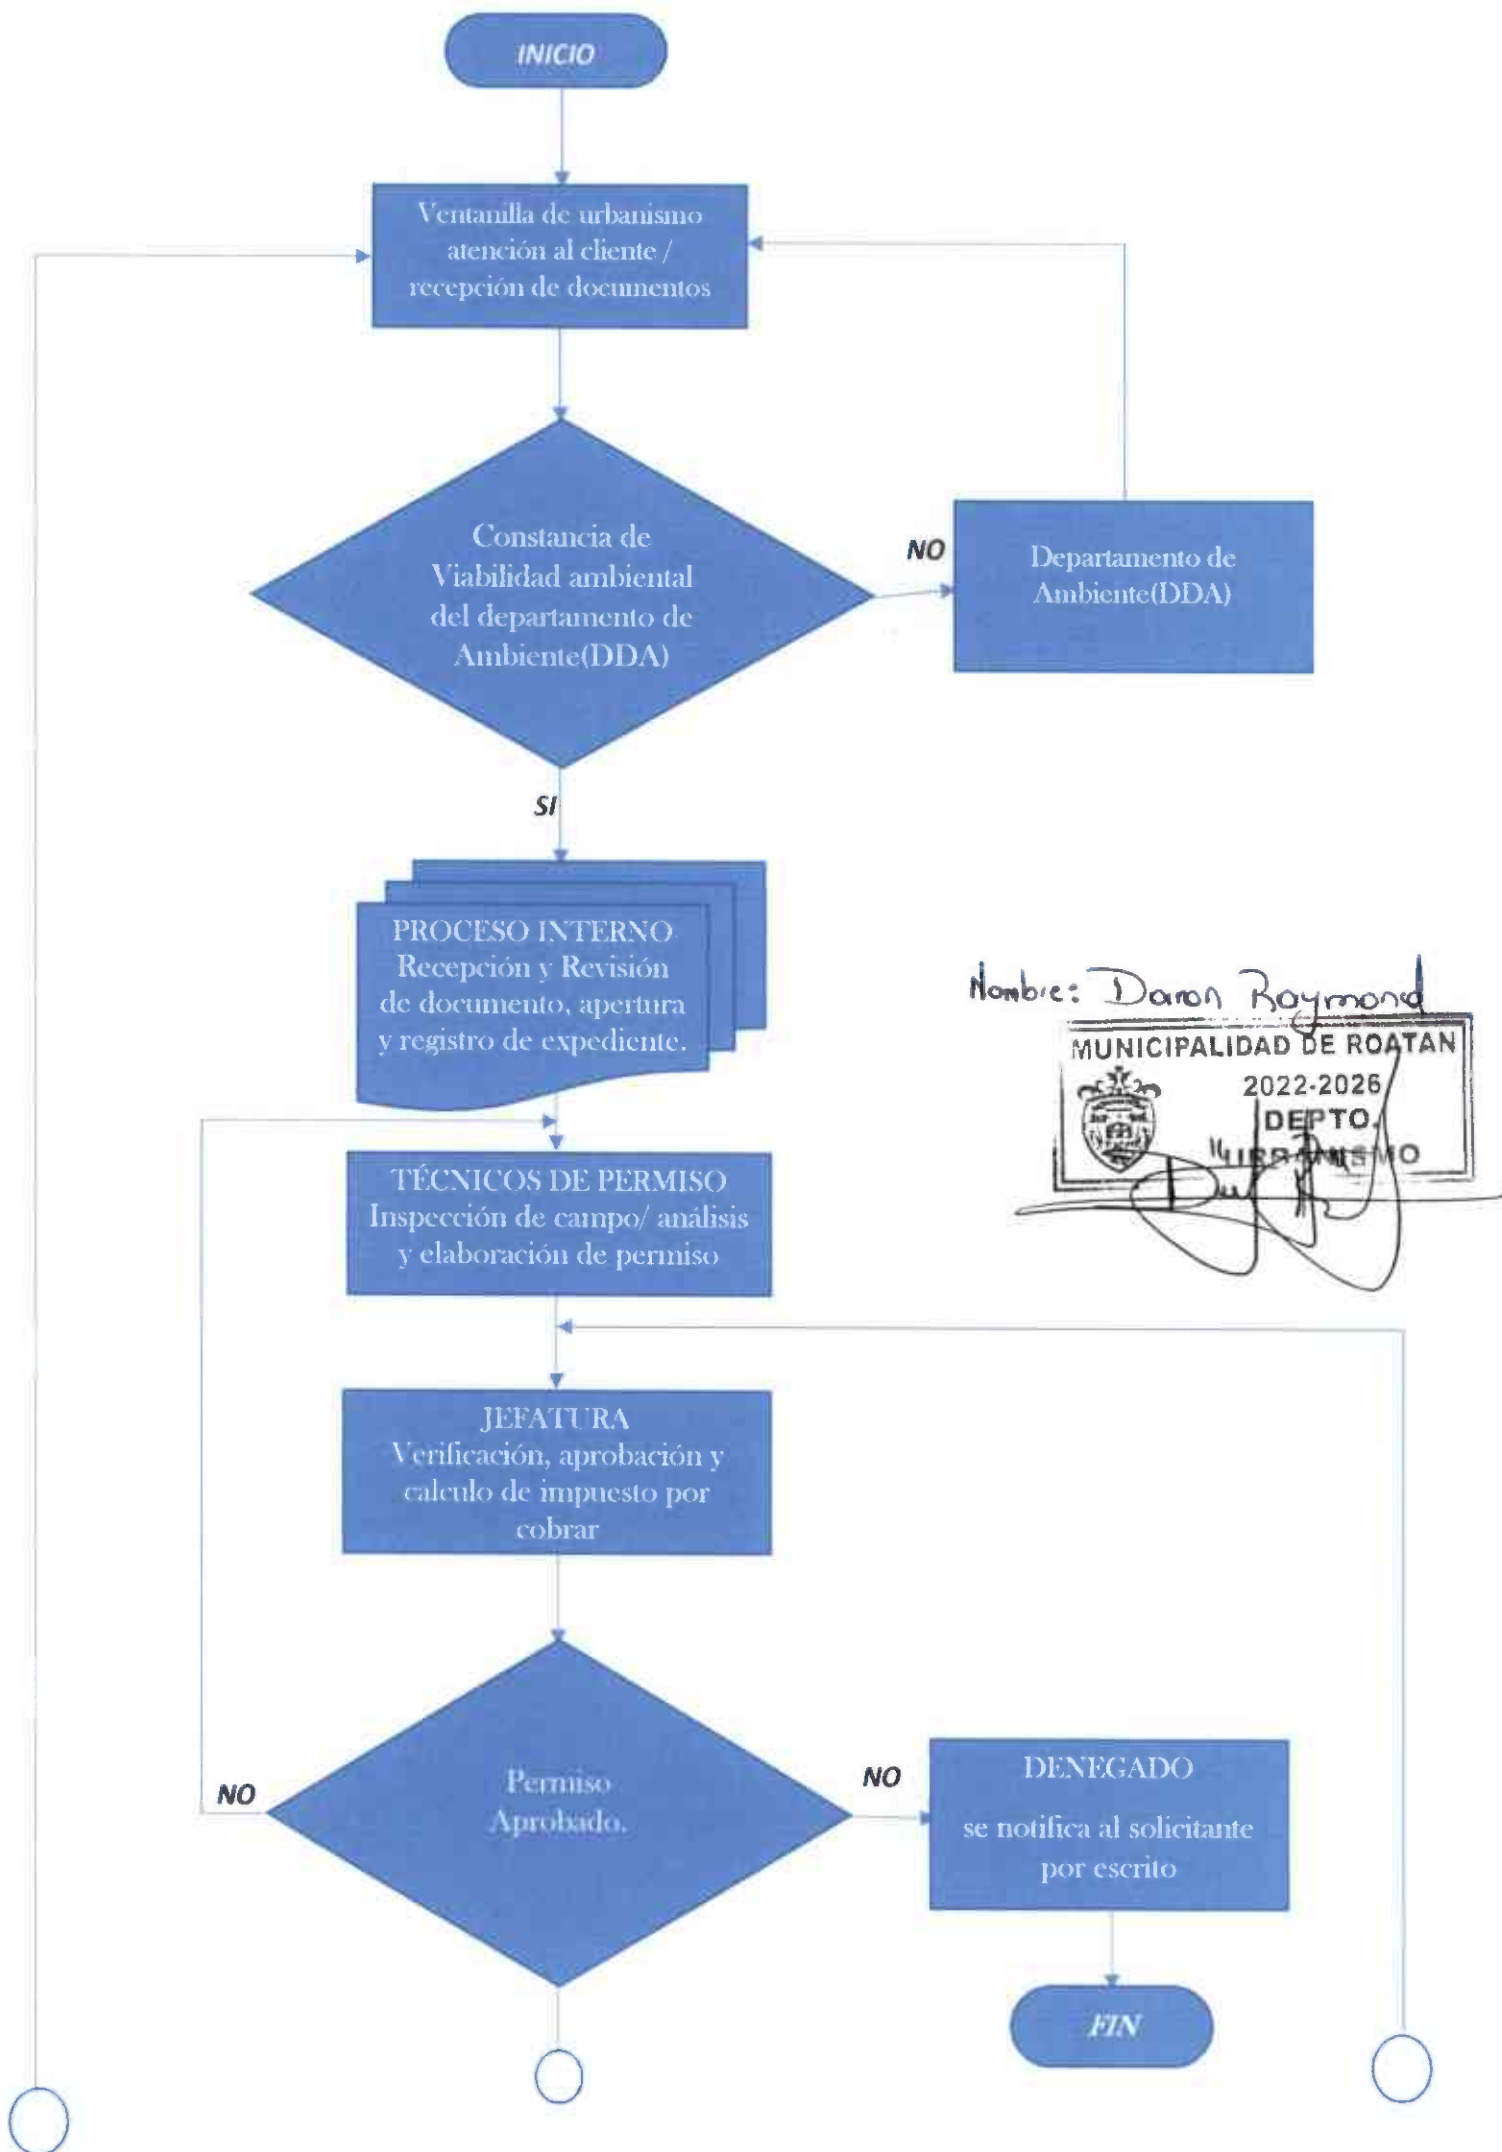 INICIO
Ventanilla de urbanismo
atención al cliente /
recepción de documentos
Constancia de
Viabilidad ambiental
del departamento de
Ambiente(DDA)
NO
Departamento de
Ambiente(DDA)
SI
PROCESO INTERNO
Recepción y Revisión
de documento, apertura
y registro de expediente.
Nombre: Daron Raymond
MUNICIPALIDAD DE ROATAN
2022-2026
DEPTO.
URBANISMO
TÉCNICOS DE PERMISO
Inspección de campo/ análisis
y elaboración de permiso
JEFATURA
Verificación, aprobación y
calculo de impuesto por
cobrar
Permiso
Aprobado.
NO
NO
DENEGADO
se notifica al solicitante
por escrito
FIN